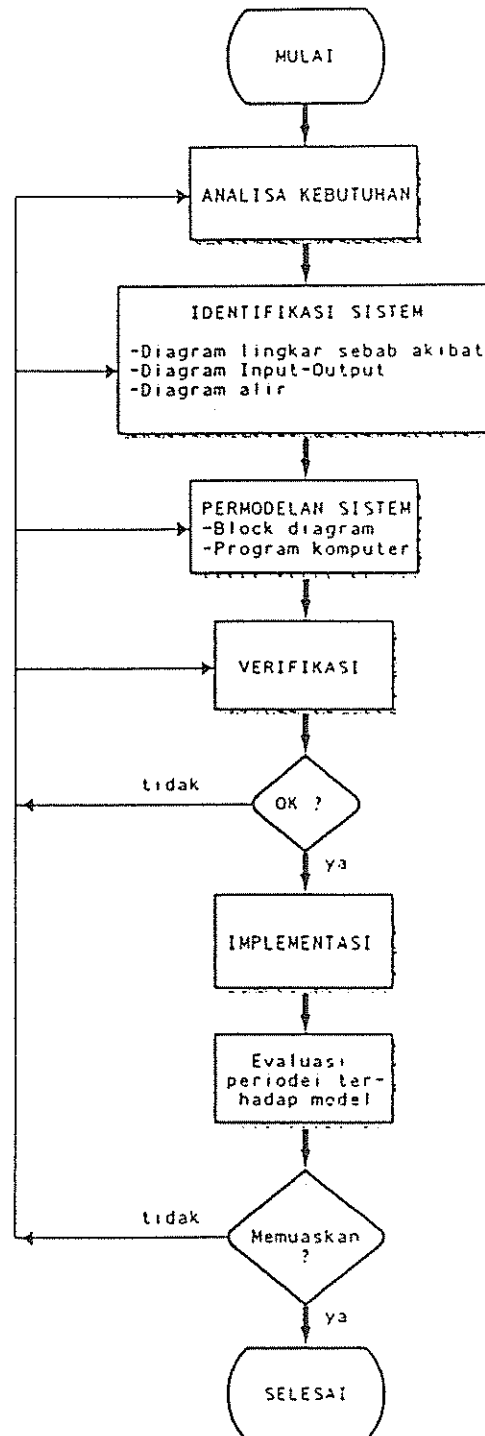 MULAI
ANALISA KEBUTUHAN
IDENTIFIKASI SISTEM
-Diagram lingkar sebab akibat
-Diagram Input-Output
-Diagram alir
PERMODELAN SISTEM
-Block diagram
-Program komputer
VERIFIKASI
tidak
OK ?
ya
IMPLEMENTASI
Evaluasi
periodei ter-
hadap model
tidak
Memuaskan
?
ya
SELESAI